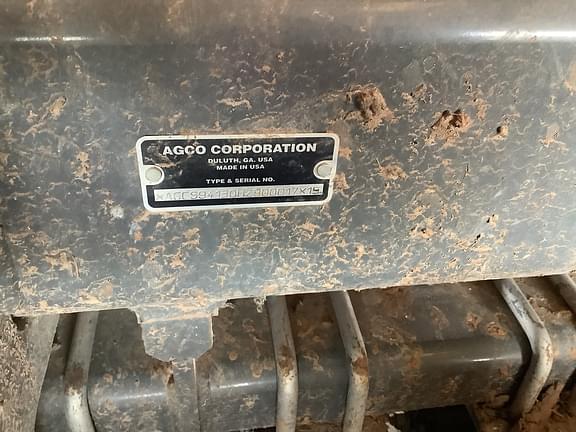 AGCO CORPORATION
DULUTH, GA. USA
MADE IN USA
TYPE & SERIAL NO.